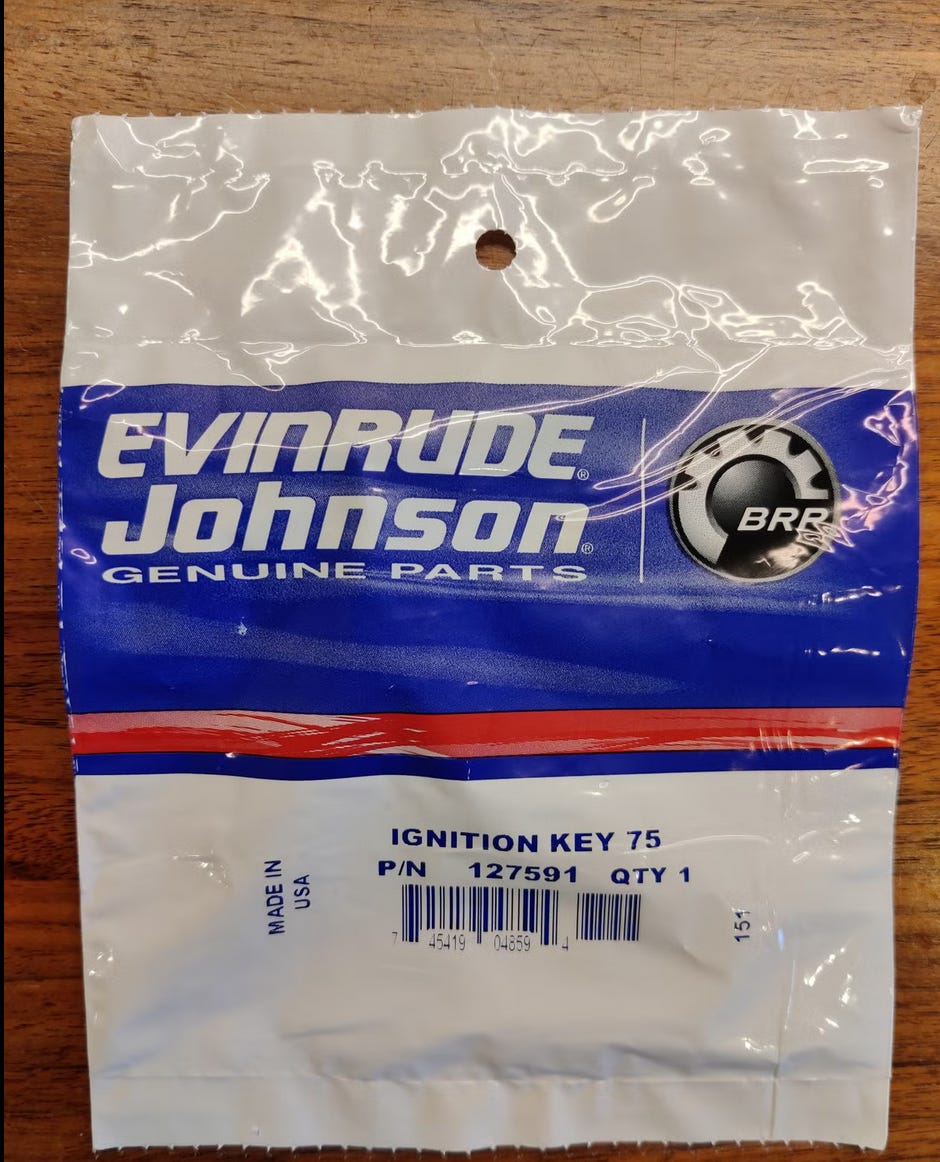 EVINRUDE®
Johnson®
GENUINE PARTS
BRP
IGNITION KEY 75
P/N 127591 QTY 1
MADE IN
USA
7 45419 04859 4
151